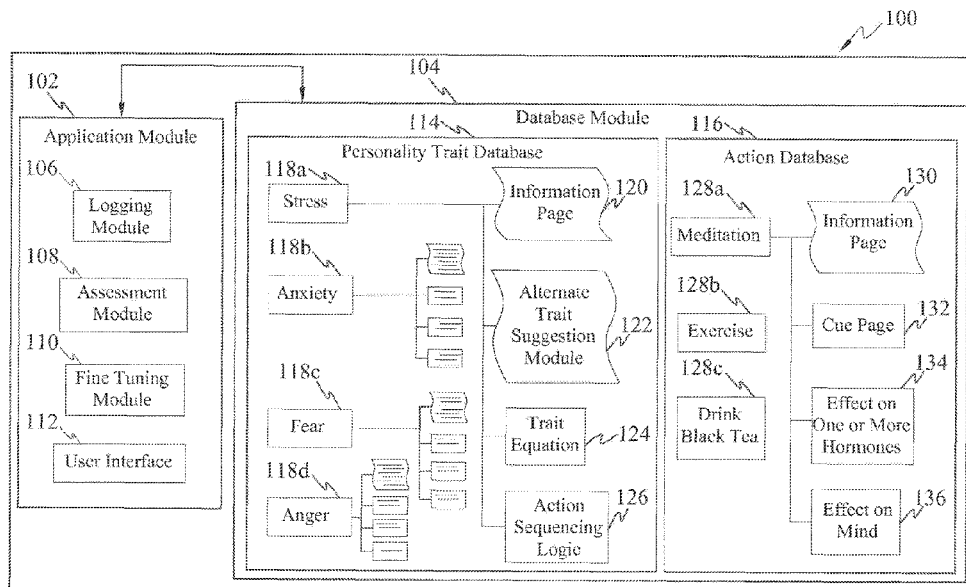 100
102
Application Module
106
Logging
Module
108
Assessment
Module
110
Fine Tuning
Module
112
User Interface
104
Database Module
114
Personality Trait Database
118a
Stress
118b
Anxiety
118c
Fear
118d
Anger
Information
Page
120
Alternate
Trait
Suggestion
Module
122
Trait
Equation
124
Action
Sequencing
Logic
126
116
Action Database
128a
Meditation
128b
Exercise
128c
Drink
Black Tea
130
Information
Page
Cue Page
132
134
Effect on
One or More
Hormones
Effect on
Mind
136